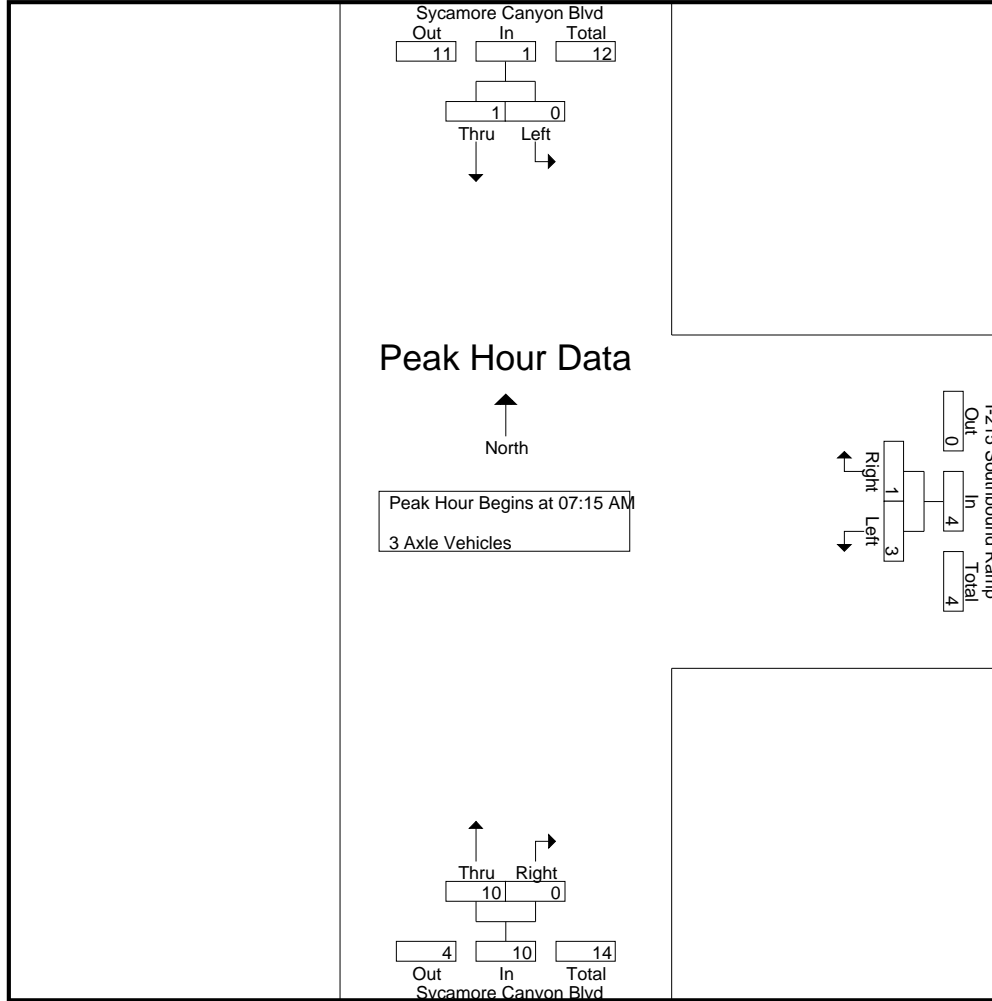 Sycamore Canyon Blvd
Out In Total
11 1 12
1 0
Thru Left
Peak Hour Data
North
Peak Hour Begins at 07:15 AM
3 Axle Vehicles
Southbound Ramp
Out In Total
0 4 4
1 3
Right Left
Thru Right
10 0
4 10 14
Out In Total
Sycamore Canyon Blvd